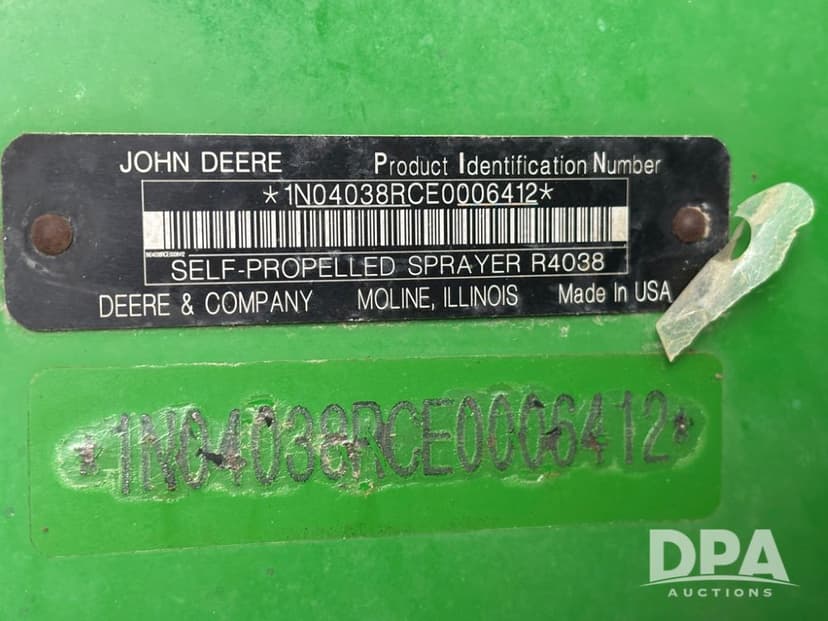 JOHN DEERE Product Identification Number
*1N04038RCE0006412*
1N04038RCE0006412
SELF-PROPELLED SPRAYER R4038
DEERE & COMPANY MOLINE, ILLINOIS Made In USA
*1N04038RCE0006412*
DPA
AUCTIONS